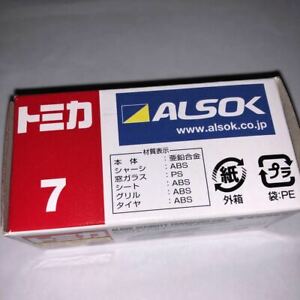 トミカ
7
ALSOK
www.alsok.co.jp
材質表示
本体：亜鉛合金
シャーシ：ABS
窓ガラス：PS
シート：ABS
グリル：ABS
タイヤ：ABS
紙
外箱
プラ
袋:PE